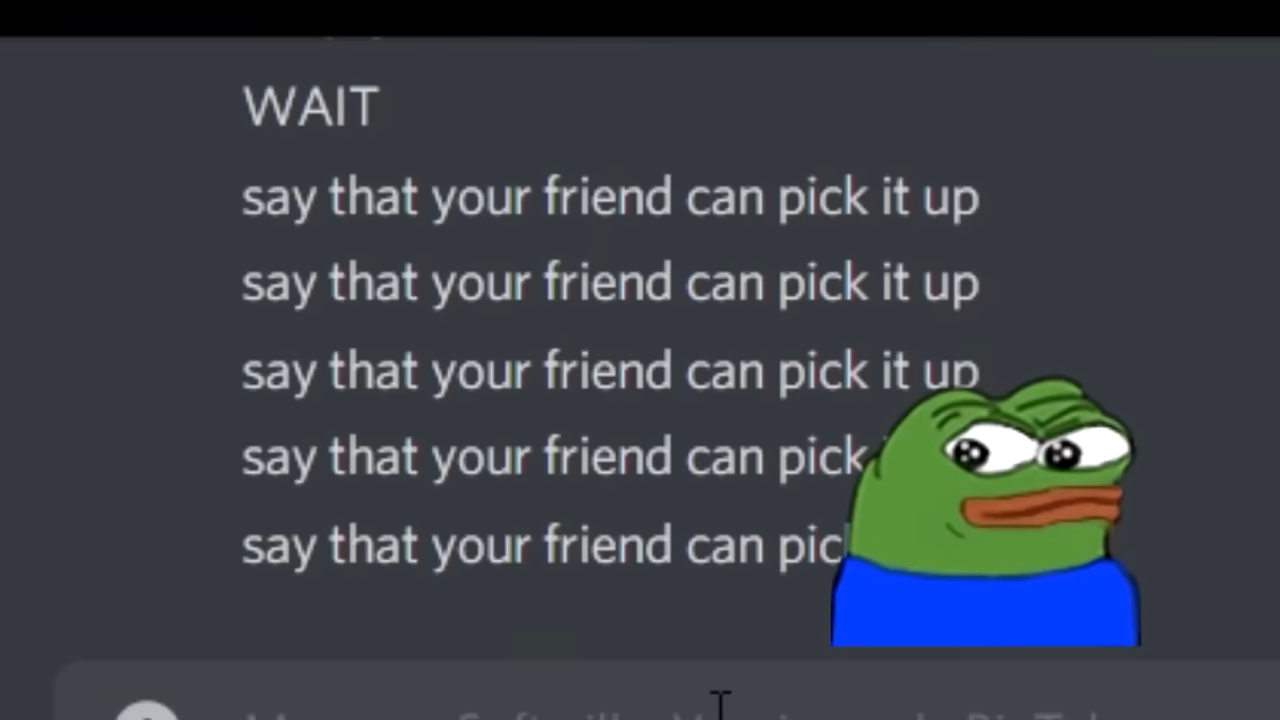 WAIT
say that your friend can pick it up
say that your friend can pick it up
say that your friend can pick it up
say that your friend can pick
say that your friend can pic